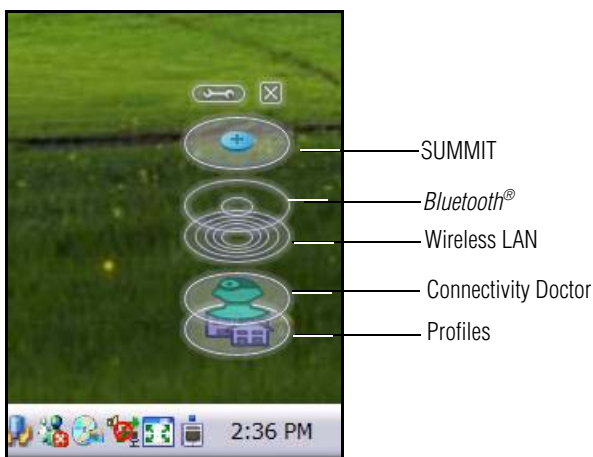 SUMMIT
Bluetooth®
Wireless LAN
Connectivity Doctor
Profiles
2:36 PM